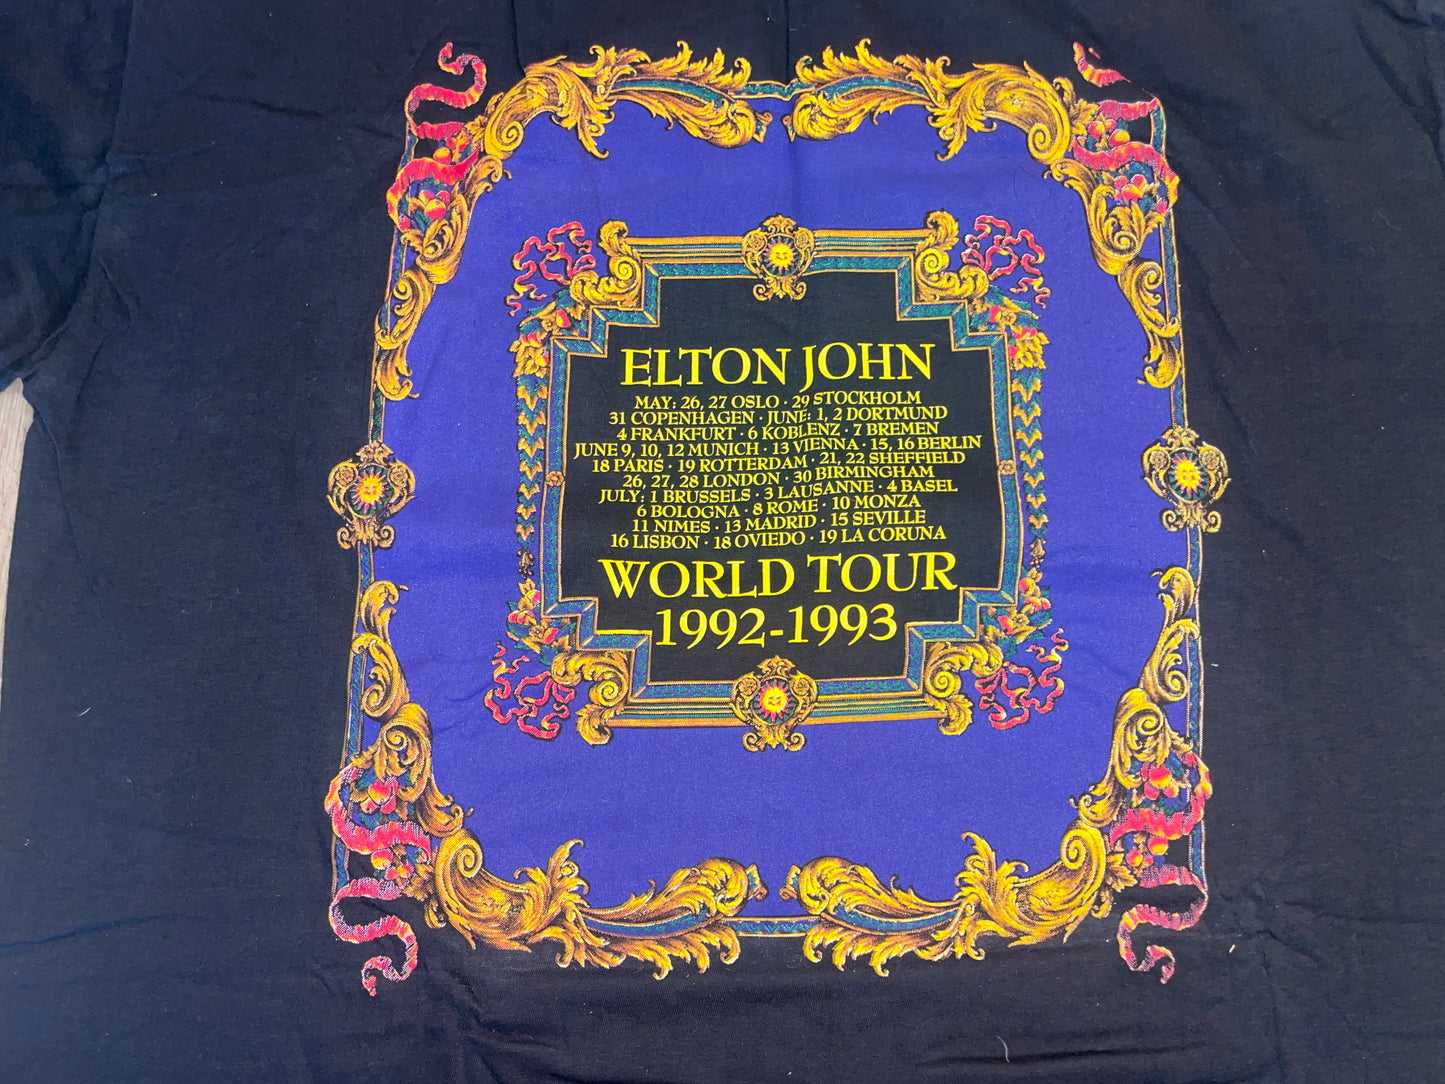 ELTON JOHN
MAY: 26, 27 OSLO · 29 STOCKHOLM
31 COPENHAGEN · JUNE: 1, 2 DORTMUND
4 FRANKFURT · 6 KOBLENZ · 7 BREMEN
JUNE 9, 10, 12 MUNICH · 13 VIENNA · 15, 16 BERLIN
18 PARIS · 19 ROTTERDAM · 21, 22 SHEFFIELD
26, 27, 28 LONDON · 30 BIRMINGHAM
JULY: 1 BRUSSELS · 3 LAUSANNE · 4 BASEL
6 BOLOGNA · 8 ROME · 10 MONZA
11 NIMES · 13 MADRID · 15 SEVILLE
16 LISBON · 18 OVIEDO · 19 LA CORUNA
WORLD TOUR
1992-1993